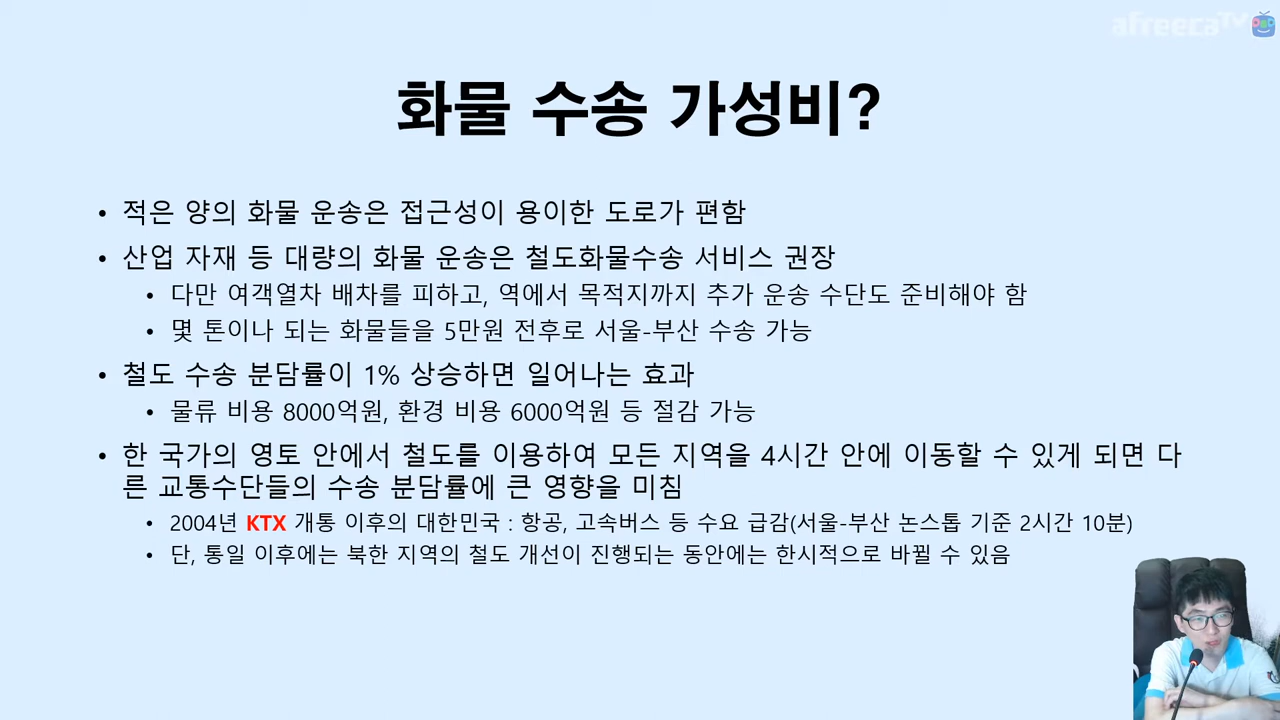 afreecaTV
화물 수송 가성비?
• 적은 양의 화물 운송은 접근성이 용이한 도로가 편함
• 산업 자재 등 대량의 화물 운송은 철도화물수송 서비스 권장
• 다만 여객열차 배차를 피하고, 역에서 목적지까지 추가 운송 수단도 준비해야 함
• 몇 톤이나 되는 화물들을 5만원 전후로 서울-부산 수송 가능
• 철도 수송 분담률이 1% 상승하면 일어나는 효과
• 물류 비용 8000억원, 환경 비용 6000억원 등 절감 가능
• 한 국가의 영토 안에서 철도를 이용하여 모든 지역을 4시간 안에 이동할 수 있게 되면 다
른 교통수단들의 수송 분담률에 큰 영향을 미침
• 2004년 KTX 개통 이후의 대한민국 : 항공, 고속버스 등 수요 급감(서울-부산 논스톱 기준 2시간 10분)
• 단, 통일 이후에는 북한 지역의 철도 개선이 진행되는 동안에는 한시적으로 바뀔 수 있음